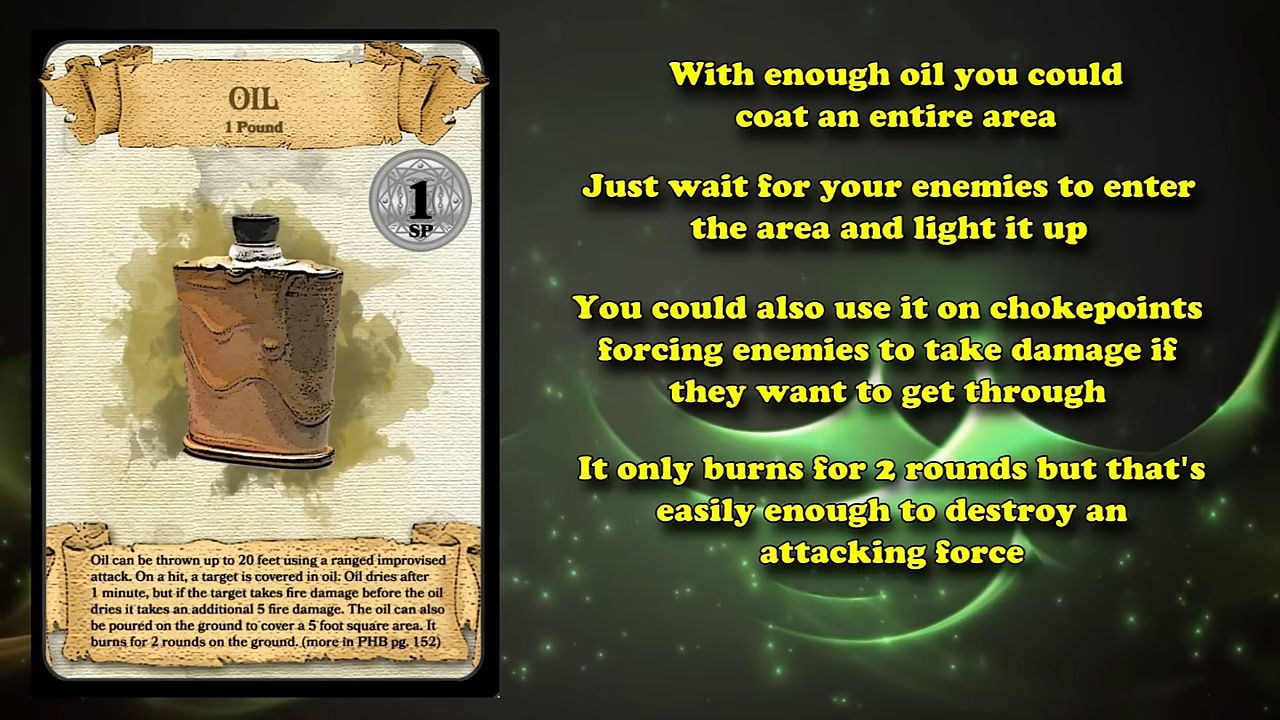 OIL
1 Pound
1
SP
Oil can be thrown up to 20 feet using a ranged improvised
attack. On a hit, a target is covered in oil. Oil dries after
1 minute, but if the target takes fire damage before the oil
dries it takes an additional 5 fire damage. The oil can also
be poured on the ground to cover a 5 foot square area. It
burns for 2 rounds on the ground. (more in PHB pg. 152)
With enough oil you could
coat an entire area
Just wait for your enemies to enter
the area and light it up
You could also use it on chokepoints
forcing enemies to take damage if
they want to get through
It only burns for 2 rounds but that's
easily enough to destroy an
attacking force